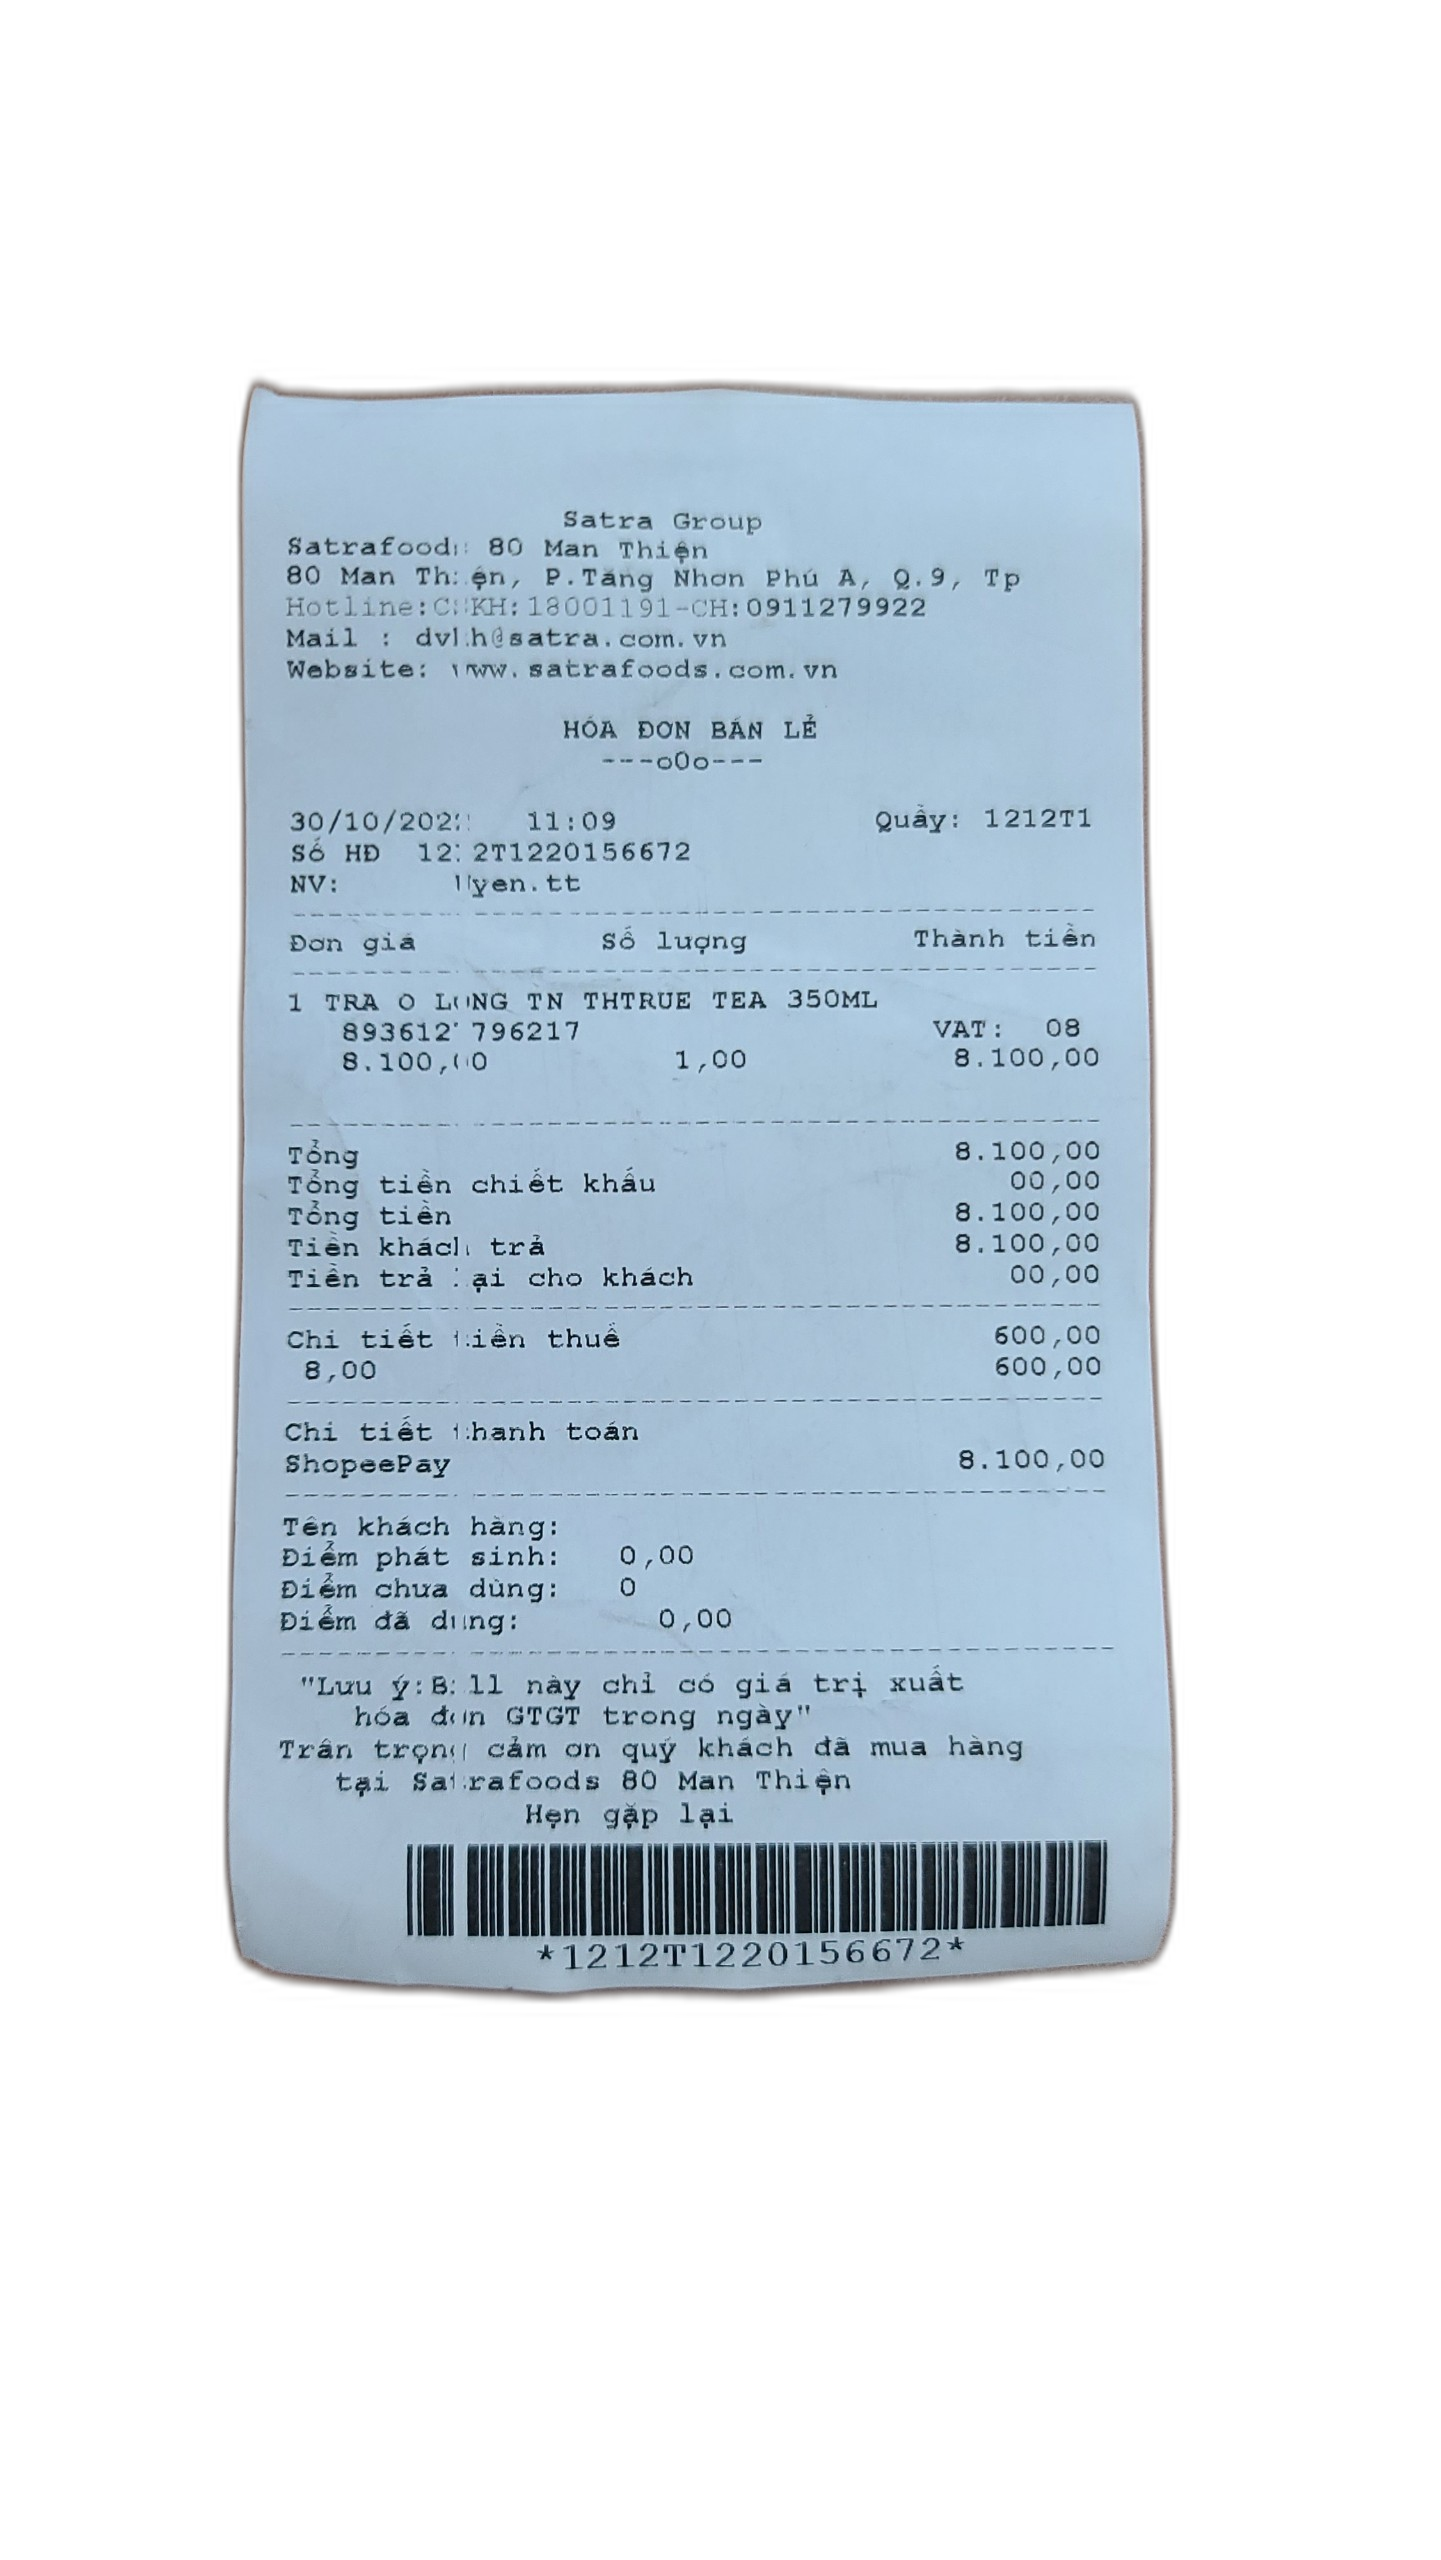 Satra Group
Satrafoods 80 Man Thiện
80 Man Thiện, P.Tăng Nhơn Phú A, Q.9, Tp
Hotline:CSKH:18001191-CH:0911279922
Mail : dvkh@satra.com.vn
Website: www.satrafoods.com.vn
HÓA ĐƠN BÁN LẺ
---oOo---
30/10/2022 11:09 Quầy: 1212T1
Số HĐ 1212T1220156672
NV: Uyen.tt
Đơn giá Số lượng Thành tiền
1 TRA O LONG TN THTRUE TEA 350ML
8936127796217 VAT: 08
8.100,00 1,00 8.100,00
Tổng 8.100,00
Tổng tiền chiết khấu 00,00
Tổng tiền 8.100,00
Tiền khách trả 8.100,00
Tiền trả lại cho khách 00,00
Chi tiết tiền thuế 600,00
8,00 600,00
Chi tiết thanh toán
ShopeePay 8.100,00
Tên khách hàng:
Điểm phát sinh: 0,00
Điểm chưa dùng: 0
Điểm đã dùng: 0,00
"Lưu ý:Bill này chỉ có giá trị xuất
hóa đơn GTGT trong ngày"
Trân trọng cảm ơn quý khách đã mua hàng
tại Satrafoods 80 Man Thiện
Hẹn gặp lại
*1212T1220156672*